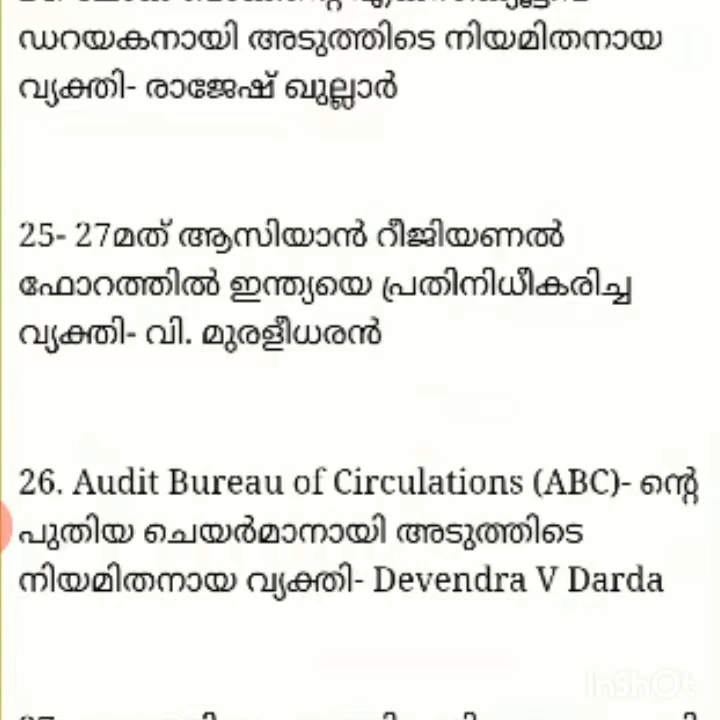 ഡറയകനായി അടുത്തിടെ നിയമിതനായ
വ്യക്തി- രാജേഷ് ഖുല്ലാർ
25- 27മത് ആസിയാൻ റീജിയണൽ
ഫോറത്തിൽ ഇന്ത്യയെ പ്രതിനിധീകരിച്ച
വ്യക്തി- വി. മുരളീധരൻ
26. Audit Bureau of Circulations (ABC)- ന്റെ
പുതിയ ചെയർമാനായി അടുത്തിടെ
നിയമിതനായ വ്യക്തി- Devendra V Darda
InShOt